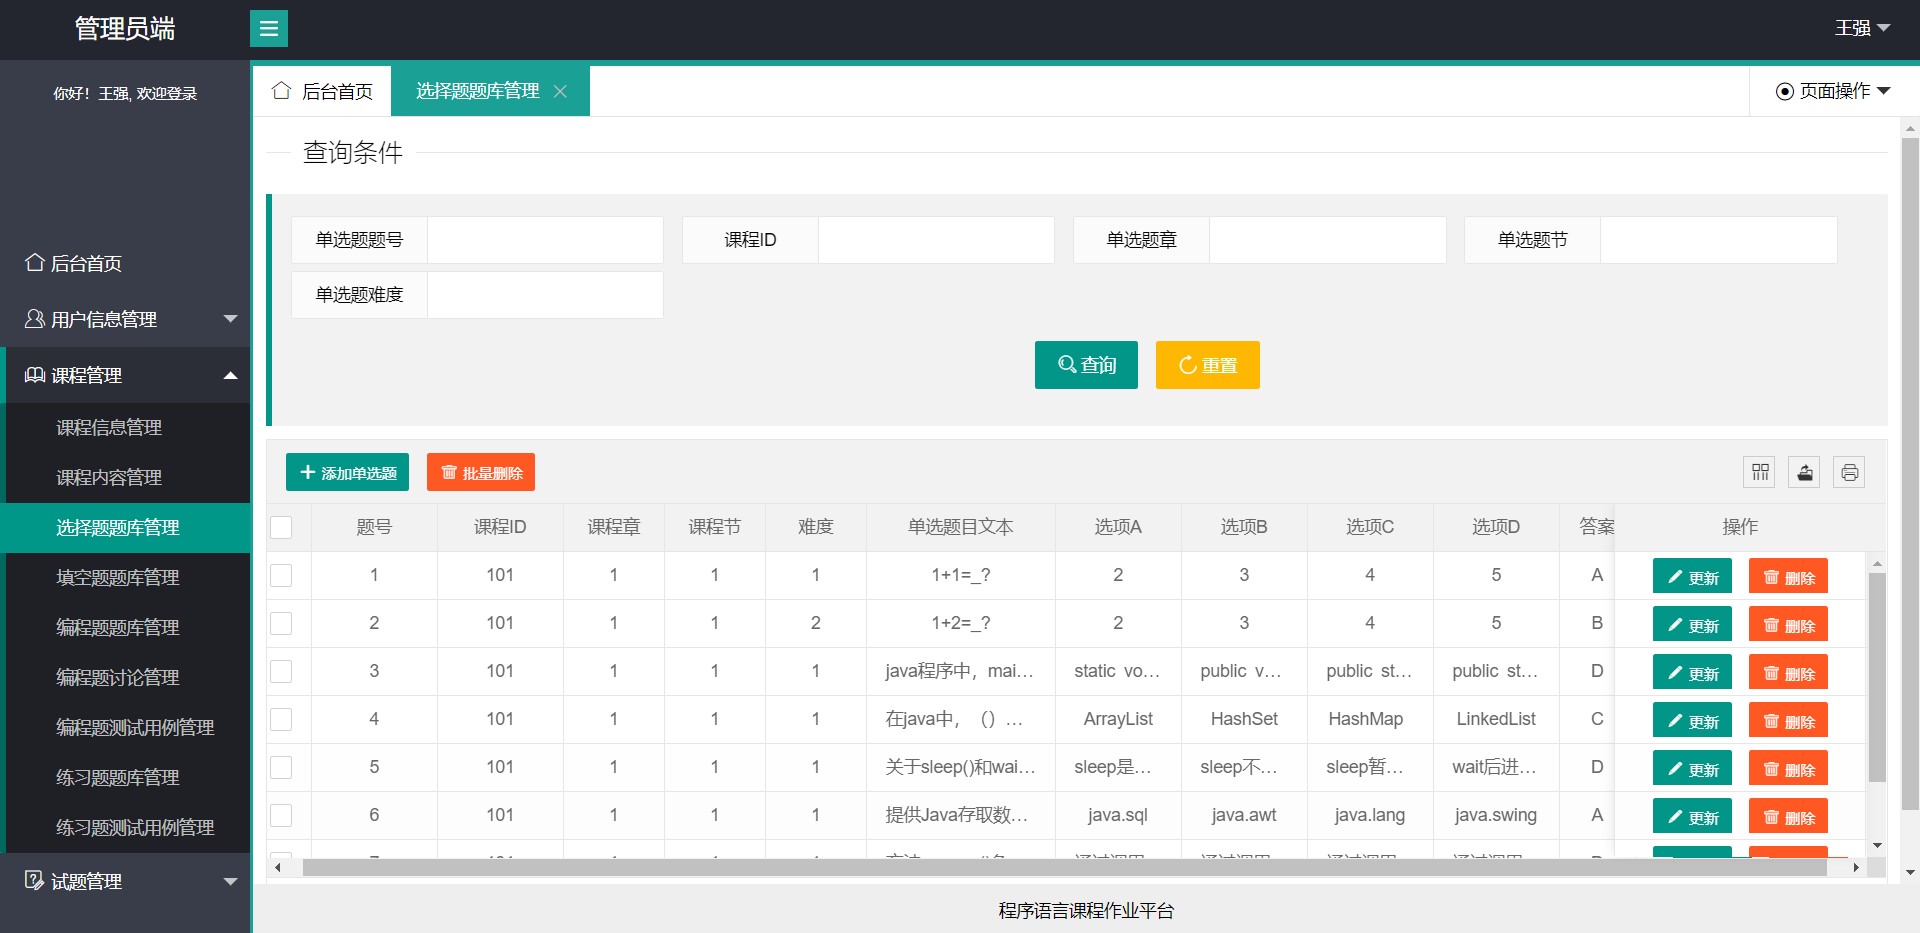 管理员端
王强
你好！王强, 欢迎登录
后台首页
选择题题库管理
页面操作
查询条件
单选题题号
课程ID
单选题章
单选题节
单选题难度
查询
重置
后台首页
用户信息管理
课程管理
课程信息管理
课程内容管理
选择题题库管理
填空题题库管理
编程题题库管理
编程题讨论管理
编程题测试用例管理
练习题题库管理
练习题测试用例管理
试题管理
添加单选题
批量删除
题号 课程ID 课程章 课程节 难度 单选题目文本 选项A 选项B 选项C 选项D 答案 操作
1 101 1 1 1 1+1=_? 2 3 4 5 A 更新 删除
2 101 1 1 2 1+2=_? 2 3 4 5 B 更新 删除
3 101 1 1 1 java程序中，mai... static vo... public v... public st... public st... D 更新 删除
4 101 1 1 1 在java中，（）... ArrayList HashSet HashMap LinkedList C 更新 删除
5 101 1 1 1 关于sleep()和wai... sleep是... sleep不... sleep暂... wait后进... D 更新 删除
6 101 1 1 1 提供Java存取数... java.sql java.awt java.lang java.swing A 更新 删除
程序语言课程作业平台